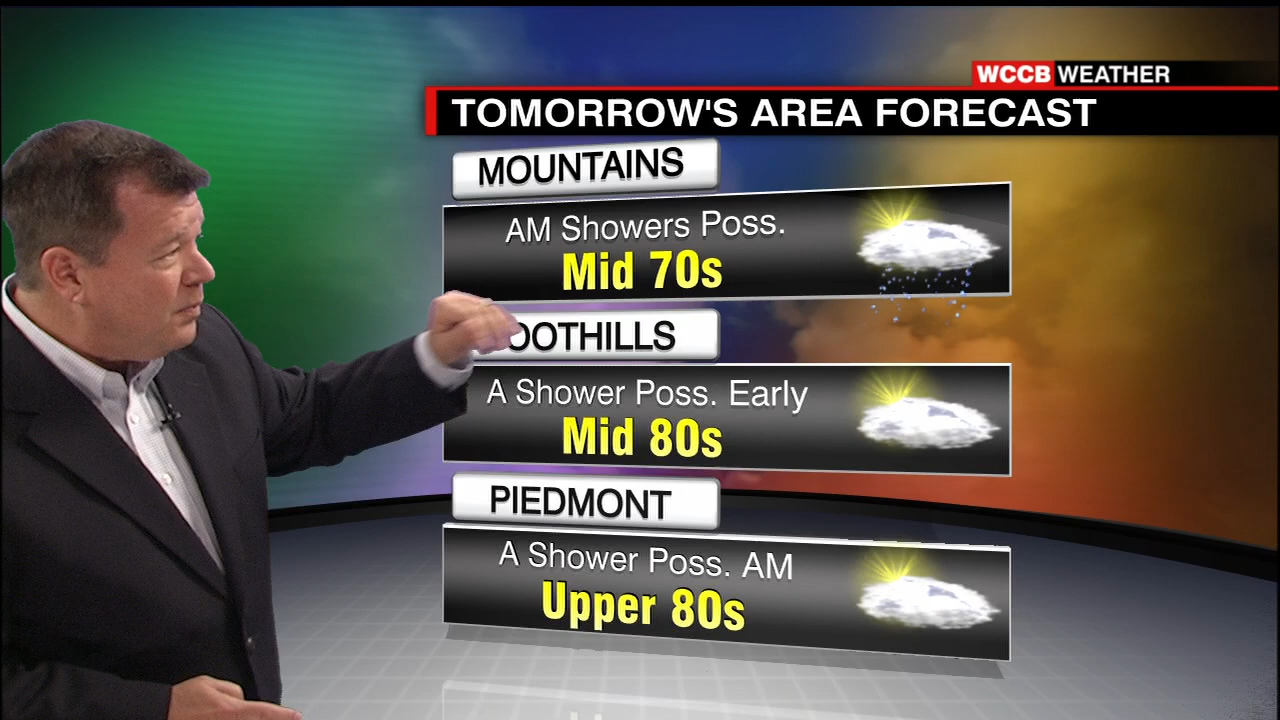 WCCB WEATHER
TOMORROW'S AREA FORECAST
MOUNTAINS
AM Showers Poss.
Mid 70s
OOTHILLS
A Shower Poss. Early
Mid 80s
PIEDMONT
A Shower Poss. AM
Upper 80s